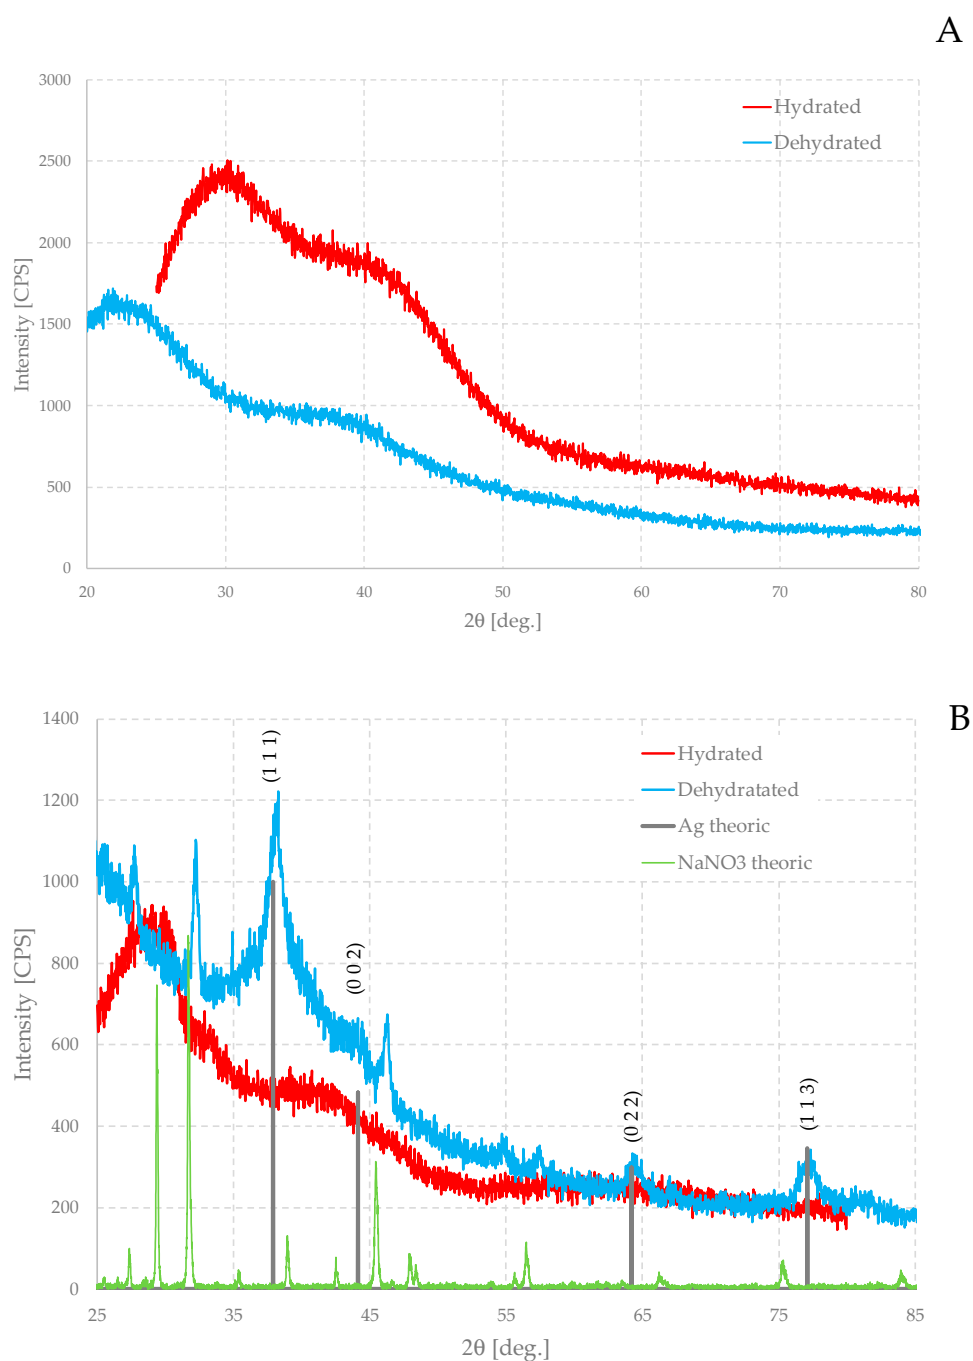 A
3000
2500
2000
1500
1000
500
0
Intensity [CPS]
Hydrated
Dehydrated
20 30 40 50 60 70 80
2θ [deg.]
B
1400
1200
1000
800
600
400
200
0
Intensity [CPS]
(1 1 1)
(0 0 2)
(0 2 2)
(1 1 3)
Hydrated
Dehydratated
Ag theoric
NaNO3 theoric
25 35 45 55 65 75 85
2θ [deg.]